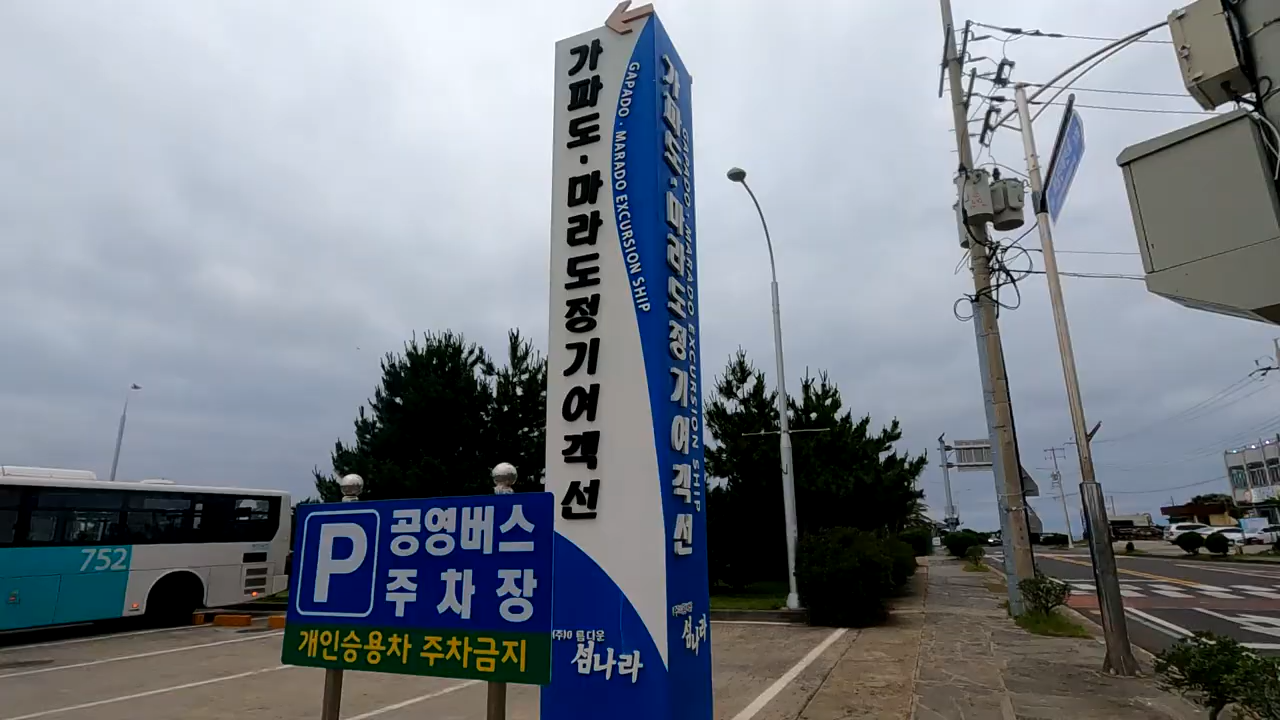 가파도·마라도정기여객선
GAPADO · MARADO EXCURSION SHIP
가파도·마라도정기여객선
GAPADO · MARADO EXCURSION SHIP
752
P
공영버스
주차장
개인승용차 주차금지
섬나라
섬나라